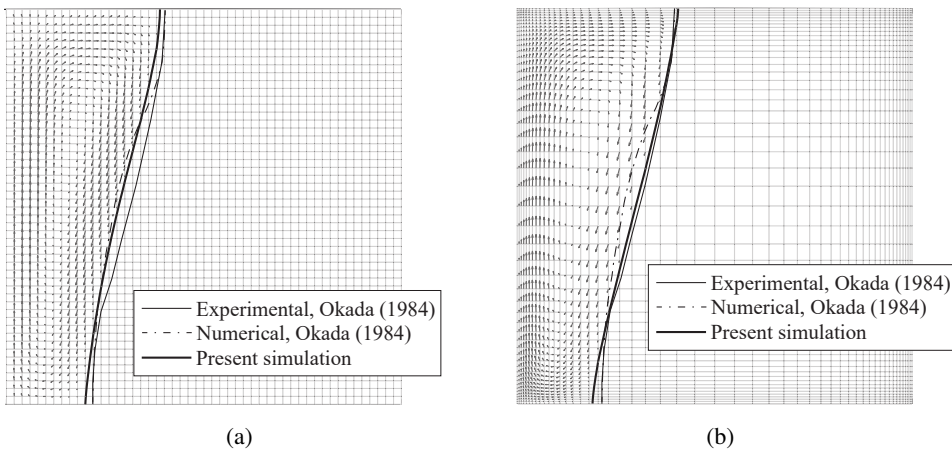 Experimental, Okada (1984)
Numerical, Okada (1984)
Present simulation
(a)
Experimental, Okada (1984)
Numerical, Okada (1984)
Present simulation
(b)